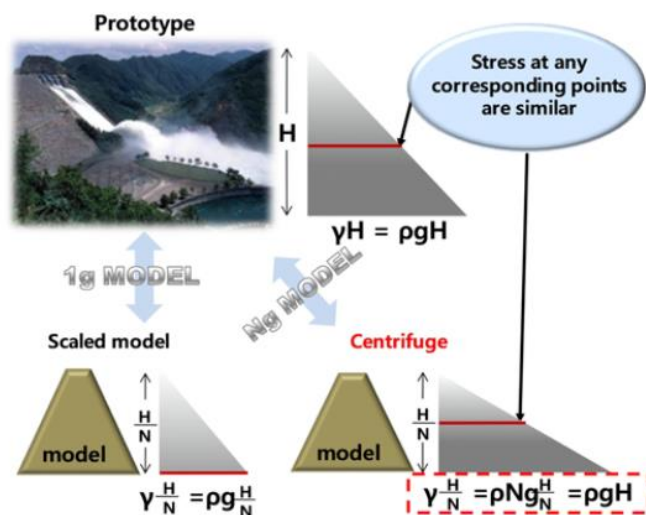 Prototype
H
Stress at any
corresponding points
are similar
γH = ρgH
1g MODEL
Ng MODEL
Scaled model
Centrifuge
model
H/N
γ H/N = ρg H/N
model
H/N
γ H/N = ρNg H/N = ρgH